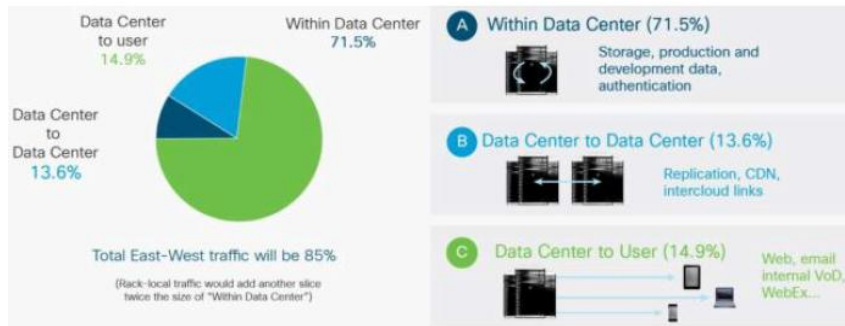 Data Center
to user
14.9%
Within Data Center
71.5%
Data Center
to
Data Center
13.6%
Total East-West traffic will be 85%
(Rack-local traffic would add another slice
twice the size of "Within Data Center")
A Within Data Center (71.5%)
Storage, production and
development data,
authentication
B Data Center to Data Center (13.6%)
Replication, CDN,
intercloud links
C Data Center to User (14.9%)
Web, email
internal VoD,
WebEx...